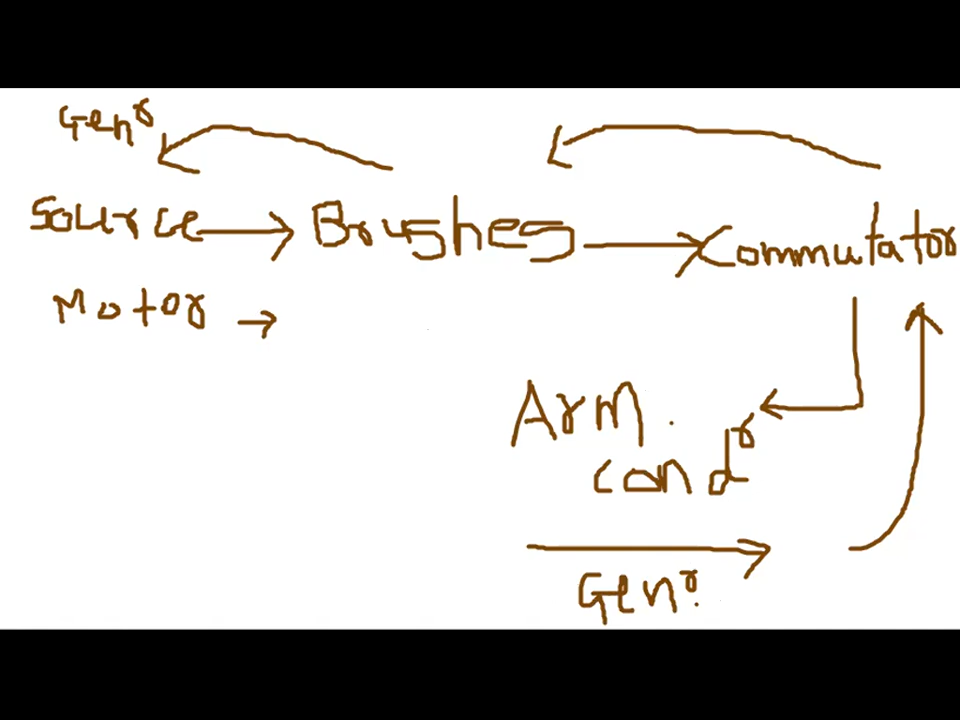 Genr
Source → Brushes → Commutator
Motor →
Arm.
condr
Genr.